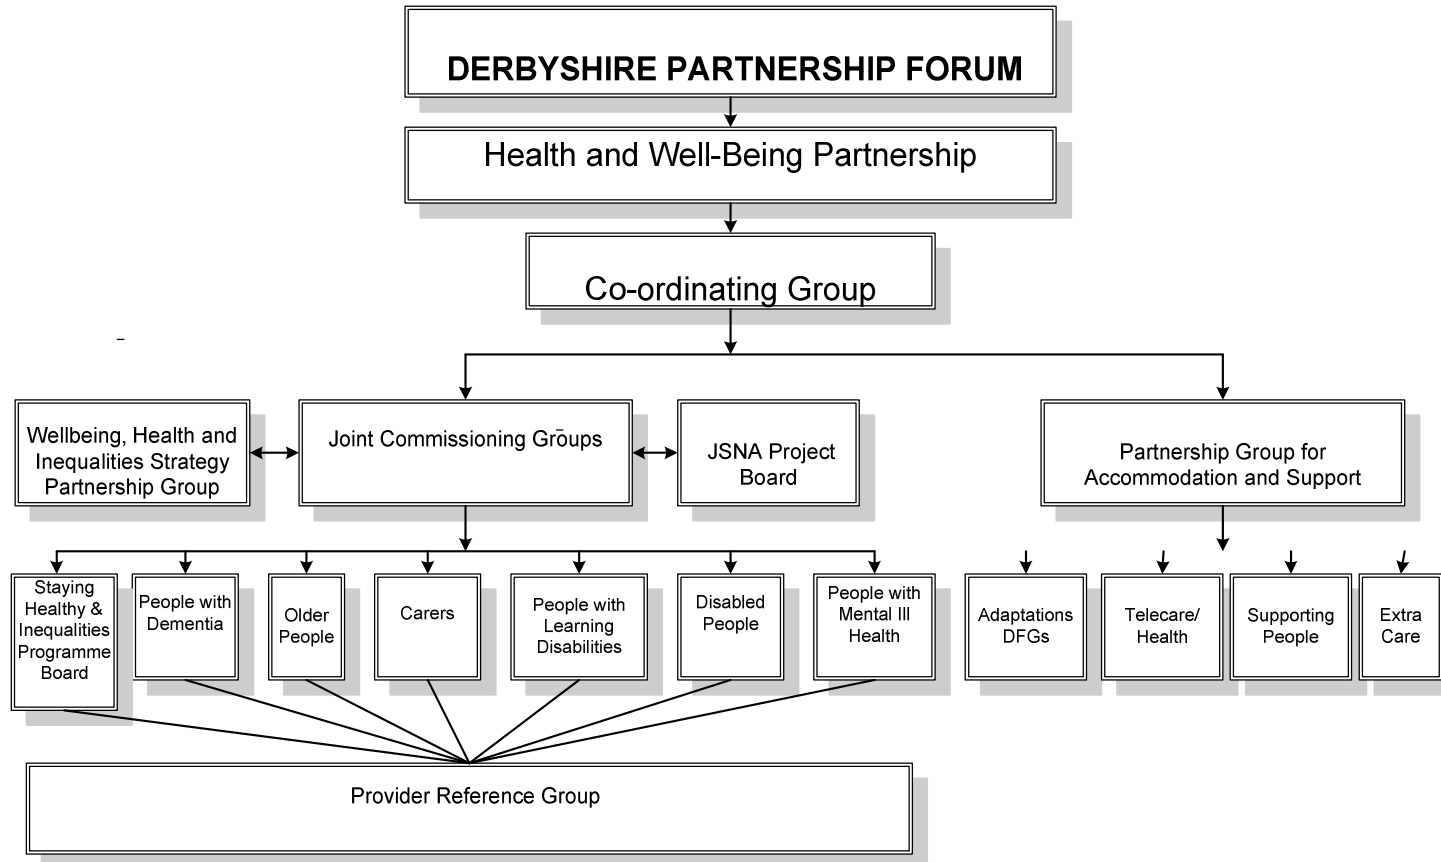 DERBYSHIRE PARTNERSHIP FORUM
Health and Well-Being Partnership
Co-ordinating Group
Wellbeing, Health and
Inequalities Strategy
Partnership Group
Joint Commissioning Groups
JSNA Project
Board
Partnership Group for
Accommodation and Support
Staying
Healthy &
Inequalities
Programme
Board
People with
Dementia
Older
People
Carers
People with
Learning
Disabilities
Disabled
People
People with
Mental Ill
Health
Adaptations
DFGs
Telecare/
Health
Supporting
People
Extra
Care
Provider Reference Group